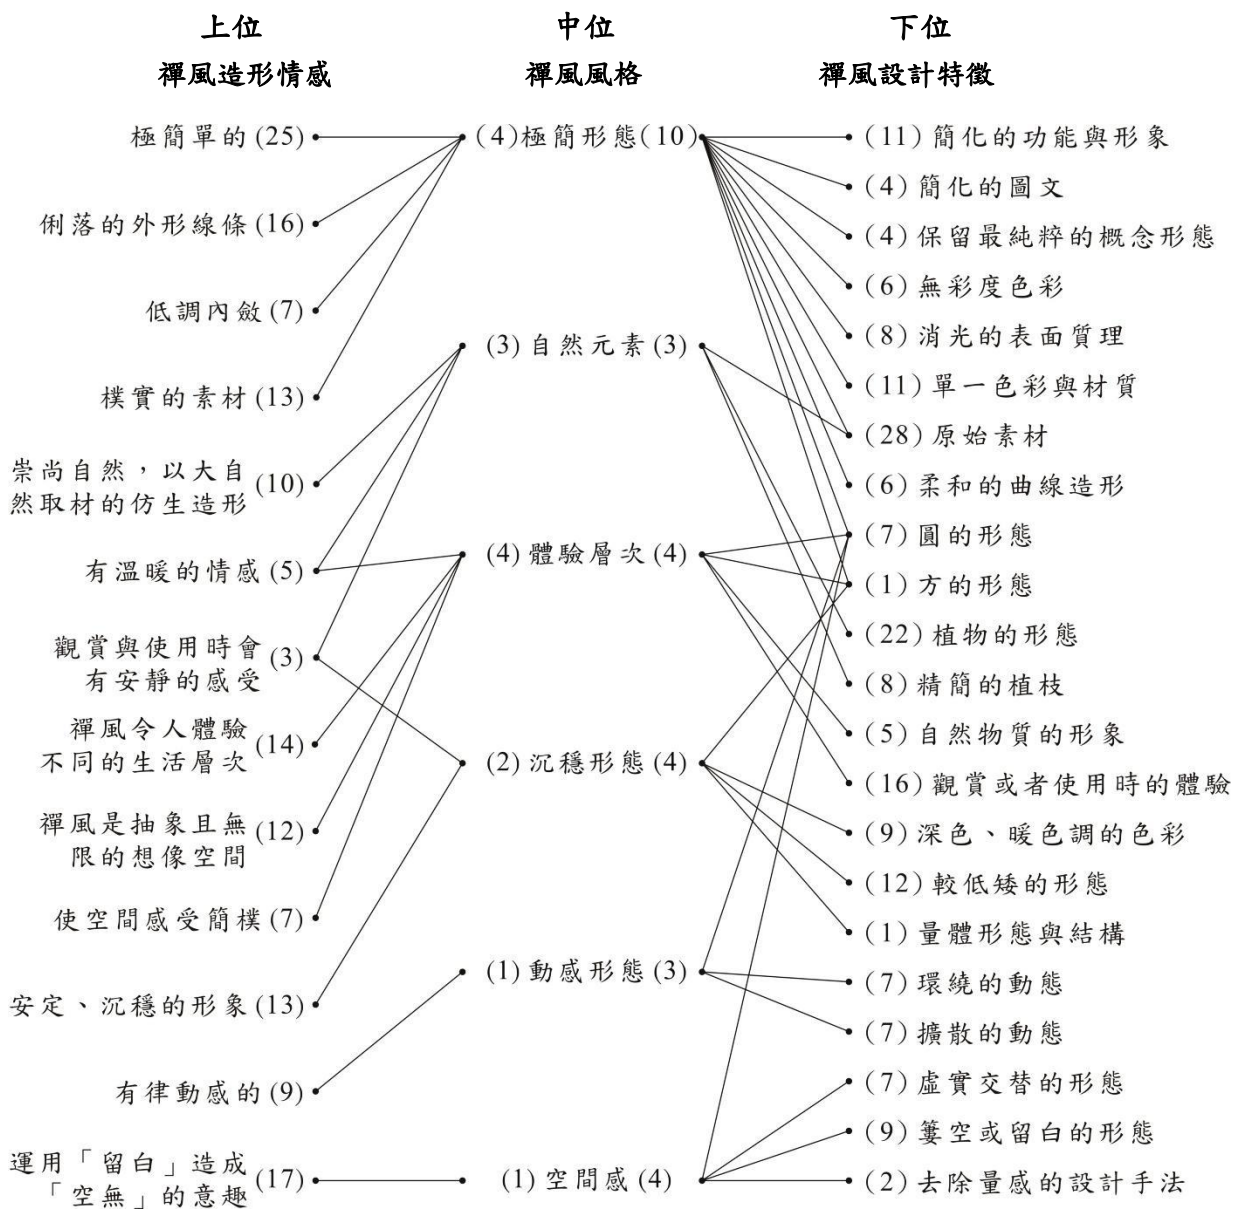 上位
禪風造形情感
極簡單的 (25)
俐落的外形線條 (16)
低調內斂 (7)
樸實的素材 (13)
崇尚自然，以大自
然取材的仿生造形 (10)
有溫暖的情感 (5)
觀賞與使用時會
有安靜的感受 (3)
禪風令人體驗
不同的生活層次 (14)
禪風是抽象且無
限的想像空間 (12)
使空間感受簡樸 (7)
安定、沉穩的形象 (13)
有律動感的 (9)
運用「留白」造成
「空無」的意趣 (17)
中位
禪風風格
(4) 極簡形態 (10)
(3) 自然元素 (3)
(4) 體驗層次 (4)
(2) 沉穩形態 (4)
(1) 動感形態 (3)
(1) 空間感 (4)
下位
禪風設計特徵
(11) 簡化的功能與形象
(4) 簡化的圖文
(4) 保留最純粹的概念形態
(6) 無彩度色彩
(8) 消光的表面質理
(11) 單一色彩與材質
(28) 原始素材
(6) 柔和的曲線造形
(7) 圓的形態
(1) 方的形態
(22) 植物的形態
(8) 精簡的植枝
(5) 自然物質的形象
(16) 觀賞或者使用時的體驗
(9) 深色、暖色調的色彩
(12) 較低矮的形態
(1) 量體形態與結構
(7) 環繞的動態
(7) 擴散的動態
(7) 虛實交替的形態
(9) 簍空或留白的形態
(2) 去除量感的設計手法